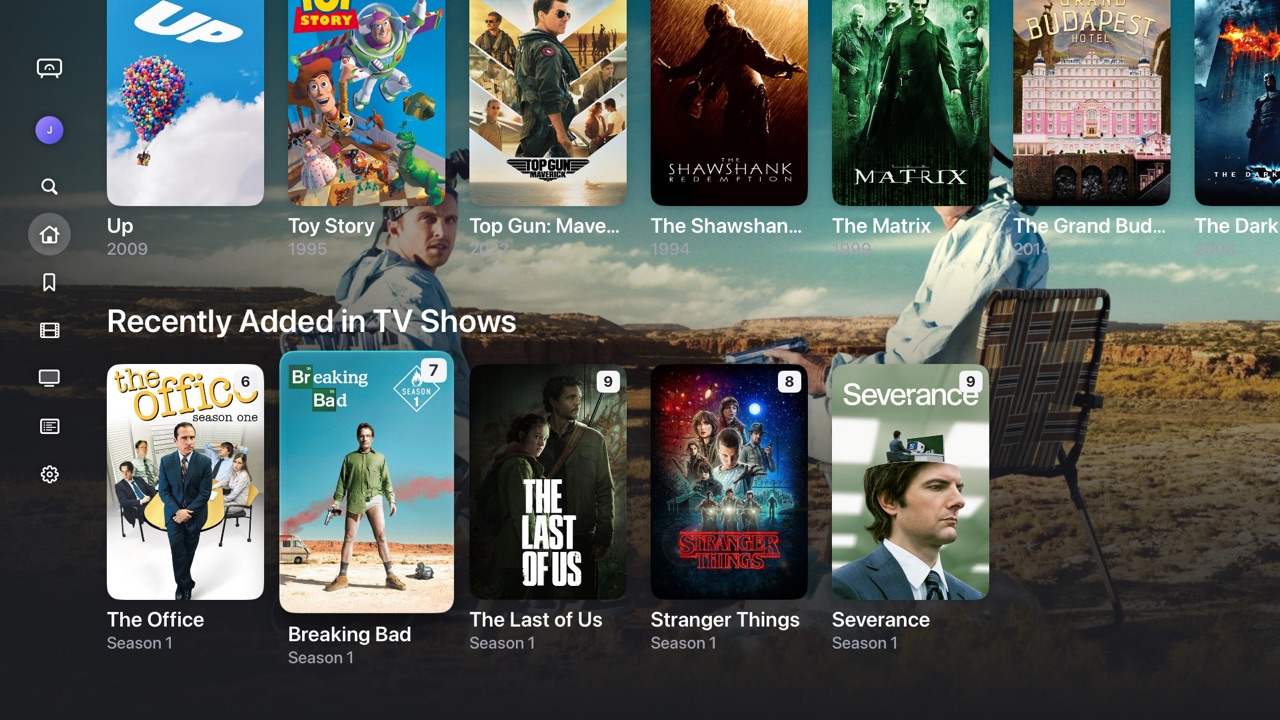 J
UP
TOY
STORY
TOP GUN
MAVERICK
THE
SHAWSHANK
REDEMPTION
MATRIX
GRAND
BUDAPEST
HOTEL
THE DARK
Up
Toy Story
Top Gun: Mave...
The Shawshan...
The Matrix
The Grand Bud...
The Dark
2009
1995
2022
1994
1999
2014
Recently Added in TV Shows
the
office
season one
6
Breaking
Bad
SEASON
1
7
THE
LAST
OF US
9
STRANGER
THINGS
8
Severance
9
The Office
Season 1
Breaking Bad
Season 1
The Last of Us
Season 1
Stranger Things
Season 1
Severance
Season 1